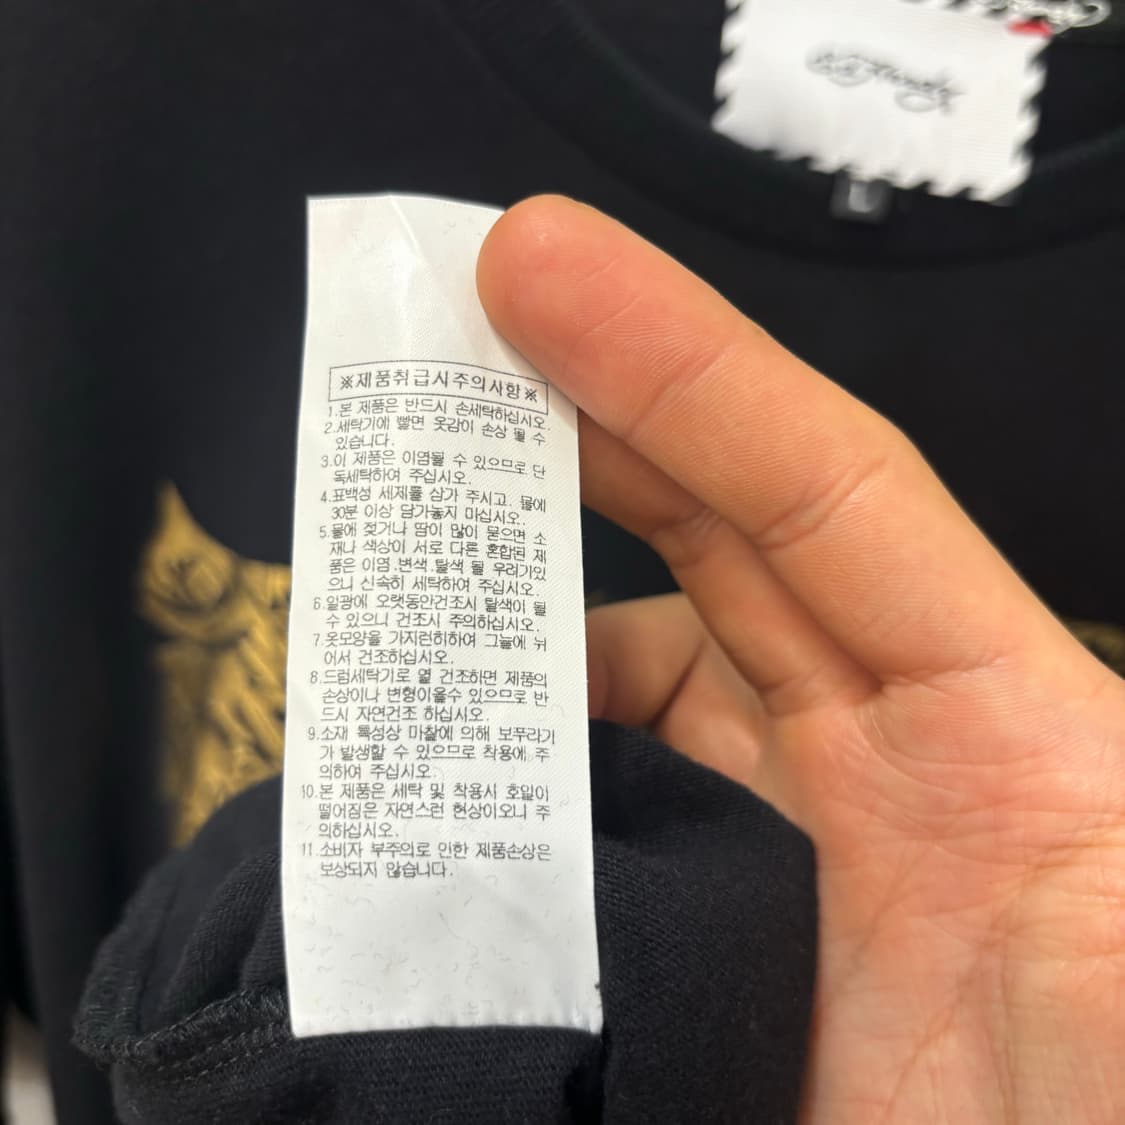 Ed Hardy
L
※제품취급시주의사항※
1.본 제품은 반드시 손세탁하십시오.
2.세탁기에 빨면 옷감이 손상 될 수
있습니다.
3.이 제품은 이염될 수 있으므로 단
독세탁하여 주십시오.
4.표백성 세제를 삼가 주시고, 물에
30분 이상 담가놓지 마십시오.
5.물에 젖거나 땀이 많이 묻으면 소
재나 색상이 서로 다른 혼합된 제
품은 이염.변색.탈색 될 우려기있
으니 신속히 세탁하여 주십시오.
6.일광에 오랫동안건조시 탈색이 될
수 있으니 건조시 주의하십시오.
7.옷모양을 가지런히하여 그늘에 뉘
어서 건조하십시오.
8.드럼세탁기로 열 건조하면 제품의
손상이나 변형이올수 있으므로 반
드시 자연건조 하십시오.
9.소재 특성상 마찰에 의해 보푸라기
가 발생할 수 있으므로 착용에 주
의하여 주십시오.
10.본 제품은 세탁 및 착용시 호일이
떨어짐은 자연스런 현상이오니 주
의하십시오.
11.소비자 부주의로 인한 제품손상은
보상되지 않습니다.